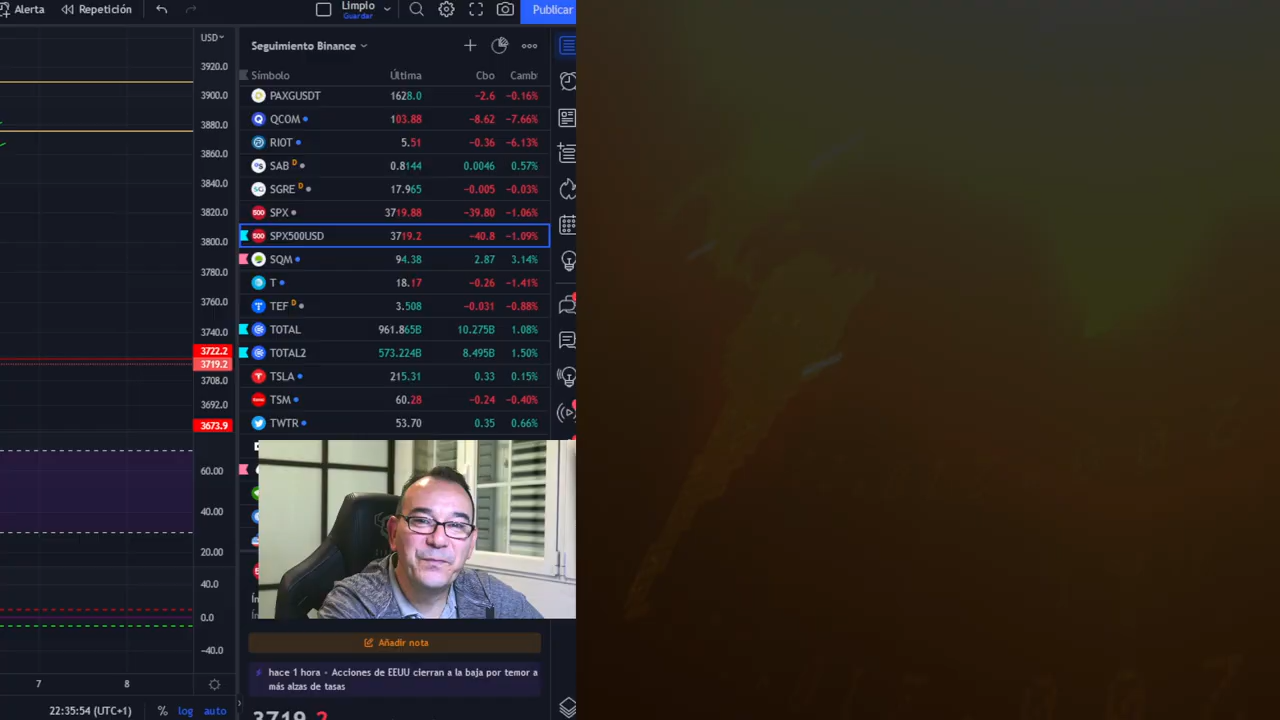 Alerta Repetición Limpio Publicar
Guardar
USD
3920.0
3900.0
3880.0
3860.0
3840.0
3820.0
3800.0
3780.0
3760.0
3740.0
3722.2
3719.2
3708.0
3692.0
3673.9
60.00
40.00
20.00
40.0
0.0
-40.0
7 8
22:35:54 (UTC+1) % log auto
Seguimiento Binance
Símbolo Última Cbo Camb
PAXGUSDT 1628.0 −2.6 −0.16%
QCOM 103.88 −8.62 −7.66%
RIOT 5.51 −0.36 −6.13%
SAB D 0.8144 0.0046 0.57%
SGRE D 17.965 −0.005 −0.03%
SPX 3719.88 −39.80 −1.06%
SPX500USD 3719.2 −40.8 −1.09%
SQM 94.38 2.87 3.14%
T 18.17 −0.26 −1.41%
TEF D 3.508 −0.031 −0.88%
TOTAL 961.865B 10.275B 1.08%
TOTAL2 573.224B 8.495B 1.50%
TSLA 215.31 0.33 0.15%
TSM 60.28 −0.24 −0.40%
TWTR 53.70 0.35 0.66%
Añadir nota
hace 1 hora - Acciones de EEUU cierran a la baja por temor a
más alzas de tasas
3719.2